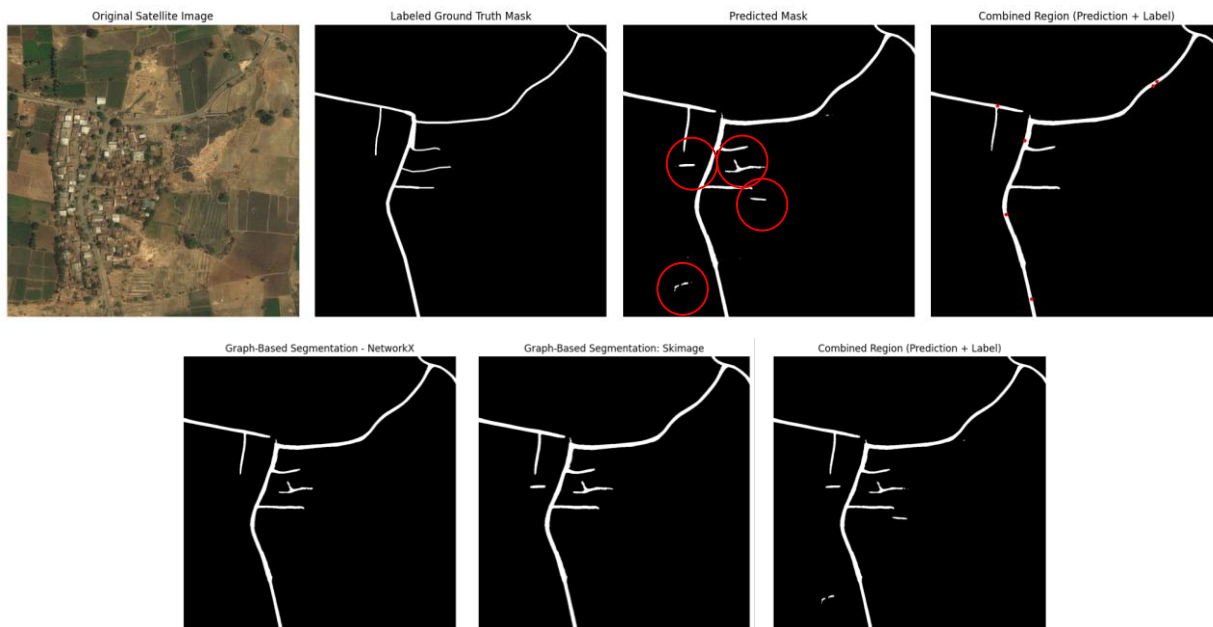 Original Satellite Image
Labeled Ground Truth Mask
Predicted Mask
Combined Region (Prediction + Label)
Graph-Based Segmentation - NetworkX
Graph-Based Segmentation: Skimage
Combined Region (Prediction + Label)